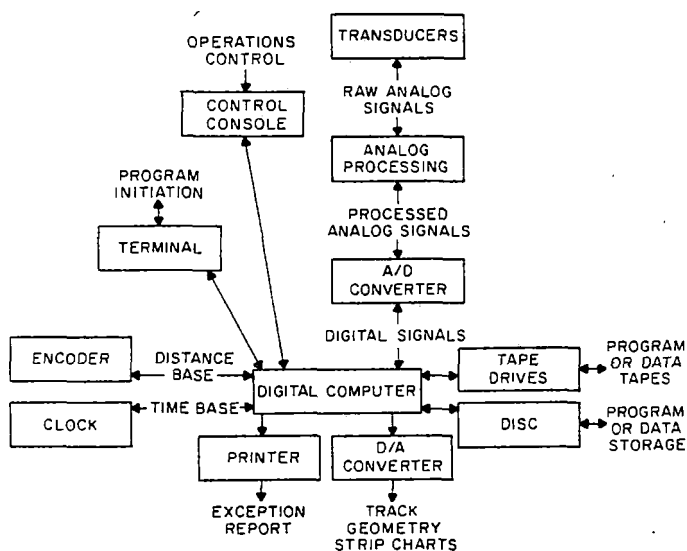 OPERATIONS
CONTROL
CONTROL
CONSOLE
TRANSDUCERS
RAW ANALOG
SIGNALS
ANALOG
PROCESSING
PROGRAM
INITIATION
TERMINAL
PROCESSED
ANALOG SIGNALS
A/D
CONVERTER
DIGITAL SIGNALS
ENCODER
DISTANCE
BASE
DIGITAL COMPUTER
TAPE
DRIVES
PROGRAM
OR DATA
TAPES
CLOCK
TIME BASE
DISC
PROGRAM
OR DATA
STORAGE
PRINTER
D/A
CONVERTER
EXCEPTION
REPORT
TRACK
GEOMETRY
STRIP CHARTS